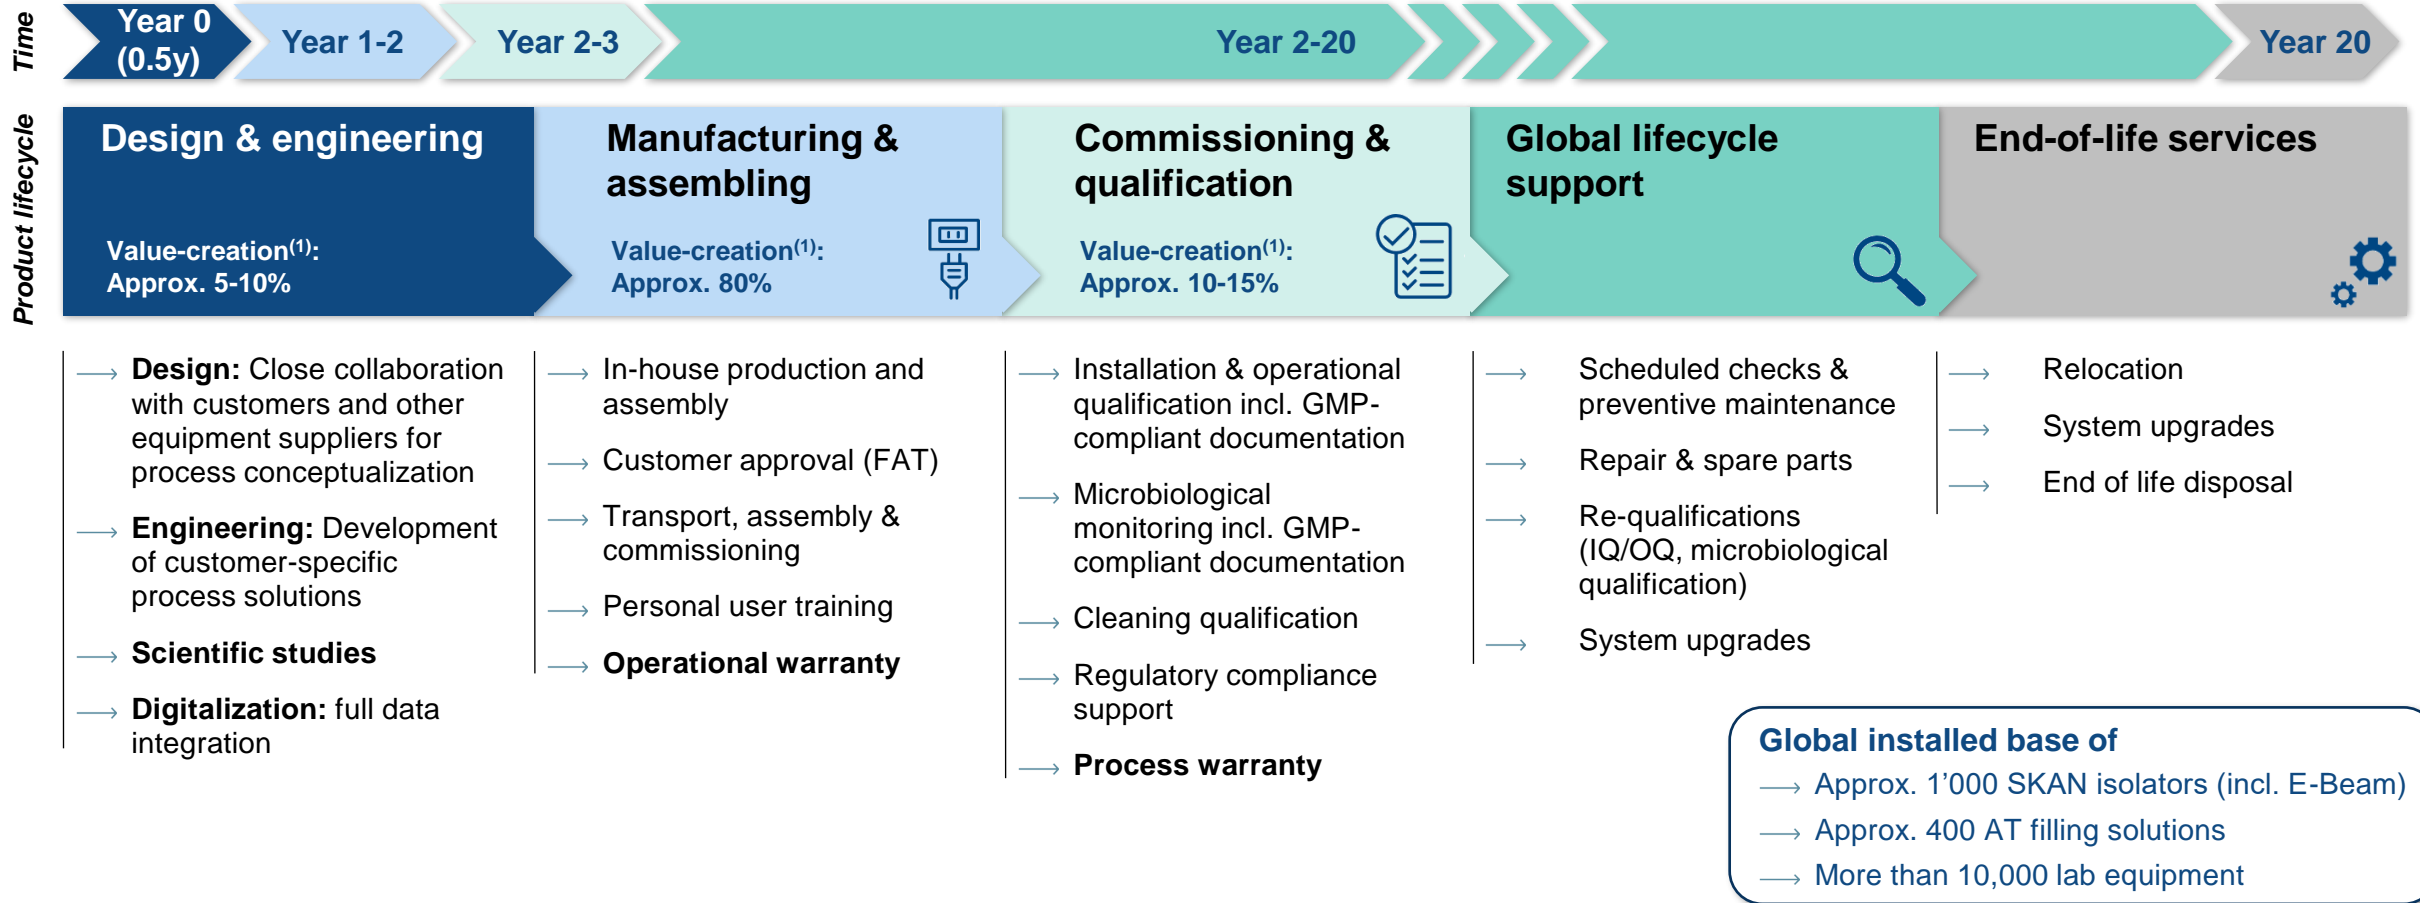 Time
Year 0
(0.5y)
Year 1-2
Year 2-3
Year 2-20
Year 20
Product lifecycle
Design & engineering
Value-creation(1):
Approx. 5-10%
Manufacturing &
assembling
Value-creation(1):
Approx. 80%
Commissioning &
qualification
Value-creation(1):
Approx. 10-15%
Global lifecycle
support
End-of-life services
Design: Close collaboration
with customers and other
equipment suppliers for
process conceptualization
Engineering: Development
of customer-specific
process solutions
Scientific studies
Digitalization: full data
integration
In-house production and
assembly
Customer approval (FAT)
Transport, assembly &
commissioning
Personal user training
Operational warranty
Installation & operational
qualification incl. GMP-
compliant documentation
Microbiological
monitoring incl. GMP-
compliant documentation
Cleaning qualification
Regulatory compliance
support
Process warranty
Scheduled checks &
preventive maintenance
Repair & spare parts
Re-qualifications
(IQ/OQ, microbiological
qualification)
System upgrades
Relocation
System upgrades
End of life disposal
Global installed base of
Approx. 1’000 SKAN isolators (incl. E-Beam)
Approx. 400 AT filling solutions
More than 10,000 lab equipment